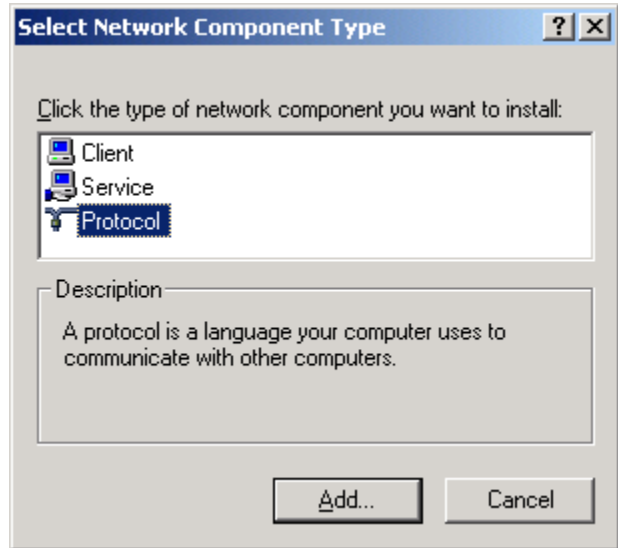 Select Network Component Type
Click the type of network component you want to install:
Client
Service
Protocol
Description
A protocol is a language your computer uses to
communicate with other computers.
Add...
Cancel